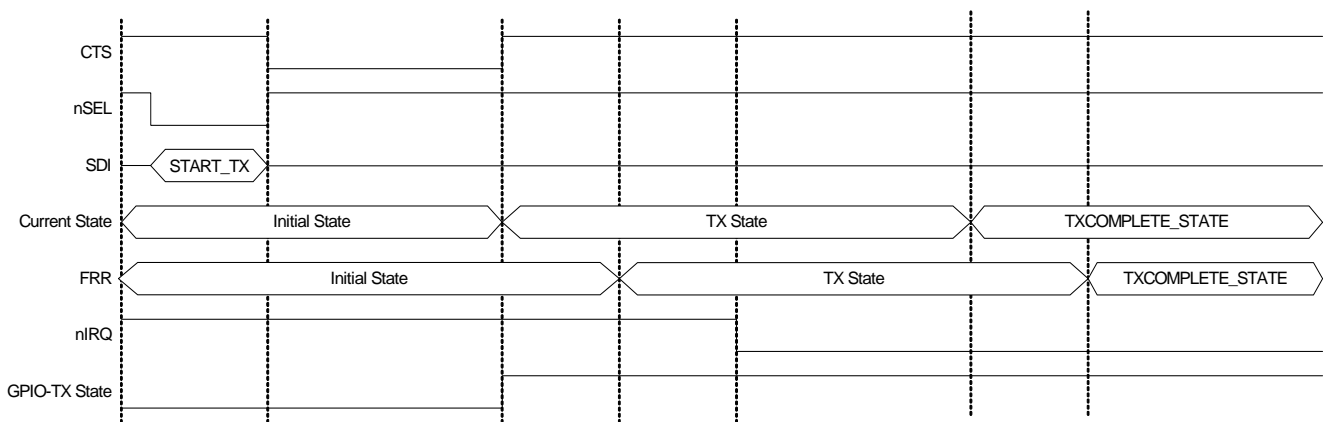 CTS
nSEL
SDI START_TX
Current State Initial State TX State TXCOMPLETE_STATE
FRR Initial State TX State TXCOMPLETE_STATE
nIRQ
GPIO-TX State